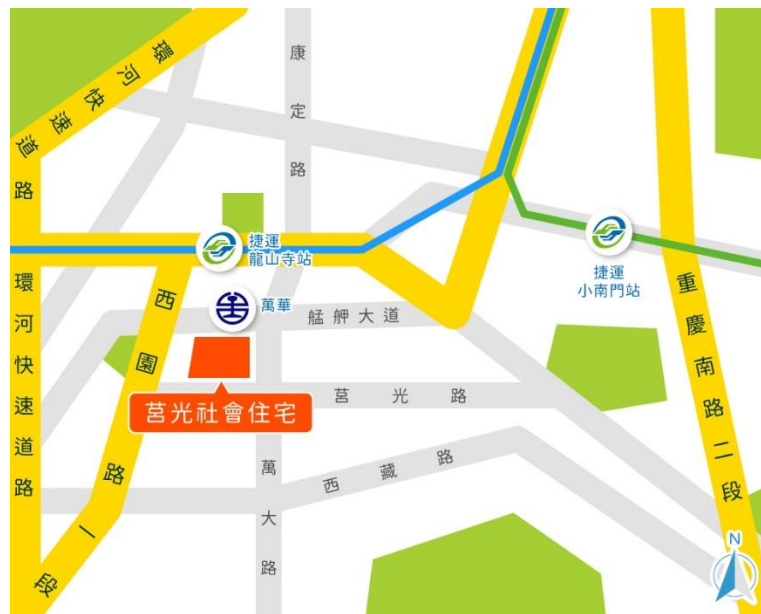 環河快速道路
康定路
捷運
龍山寺站
捷運
小南門站
環河快速道路
西園路一段
萬華
艋舺大道
重慶南路二段
莒光社會住宅
莒光路
西藏路
萬大路
N